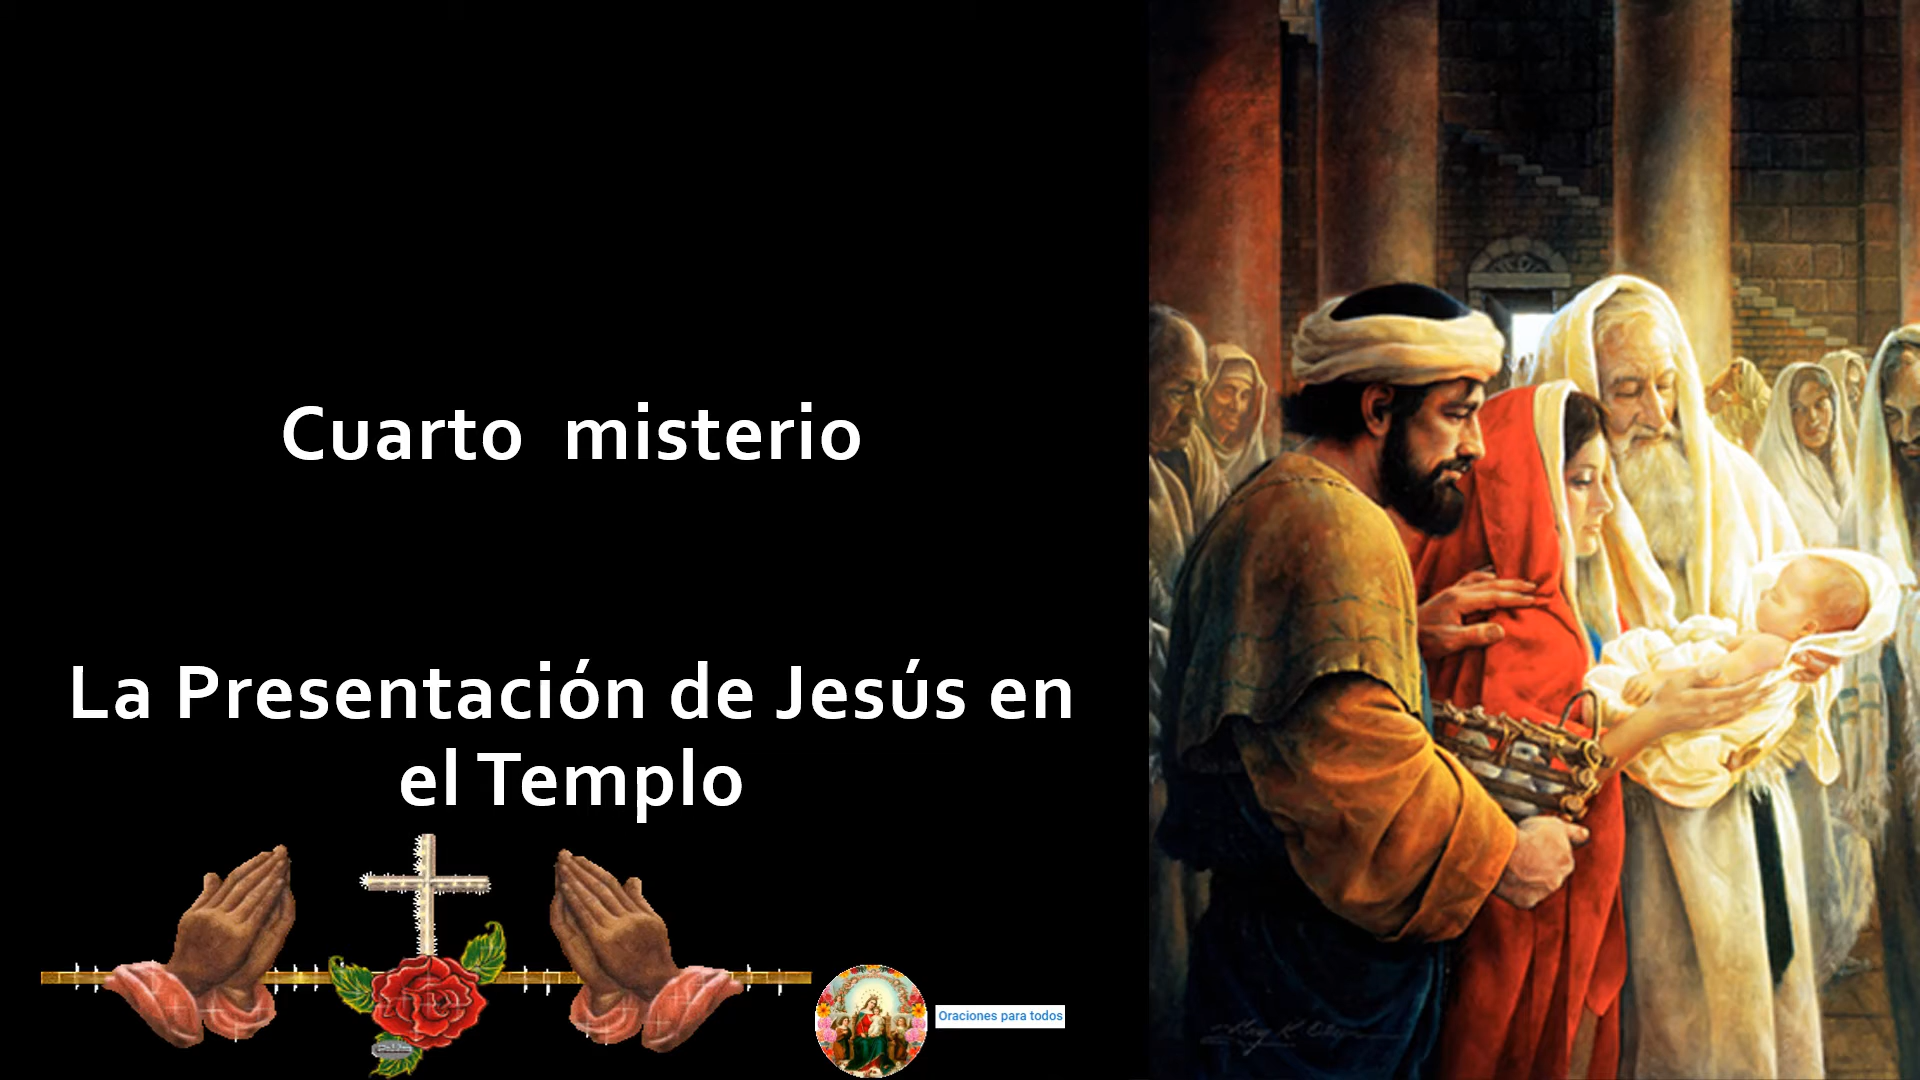 Cuarto  misterio
La Presentación de Jesús en
el Templo
Oraciones para todos